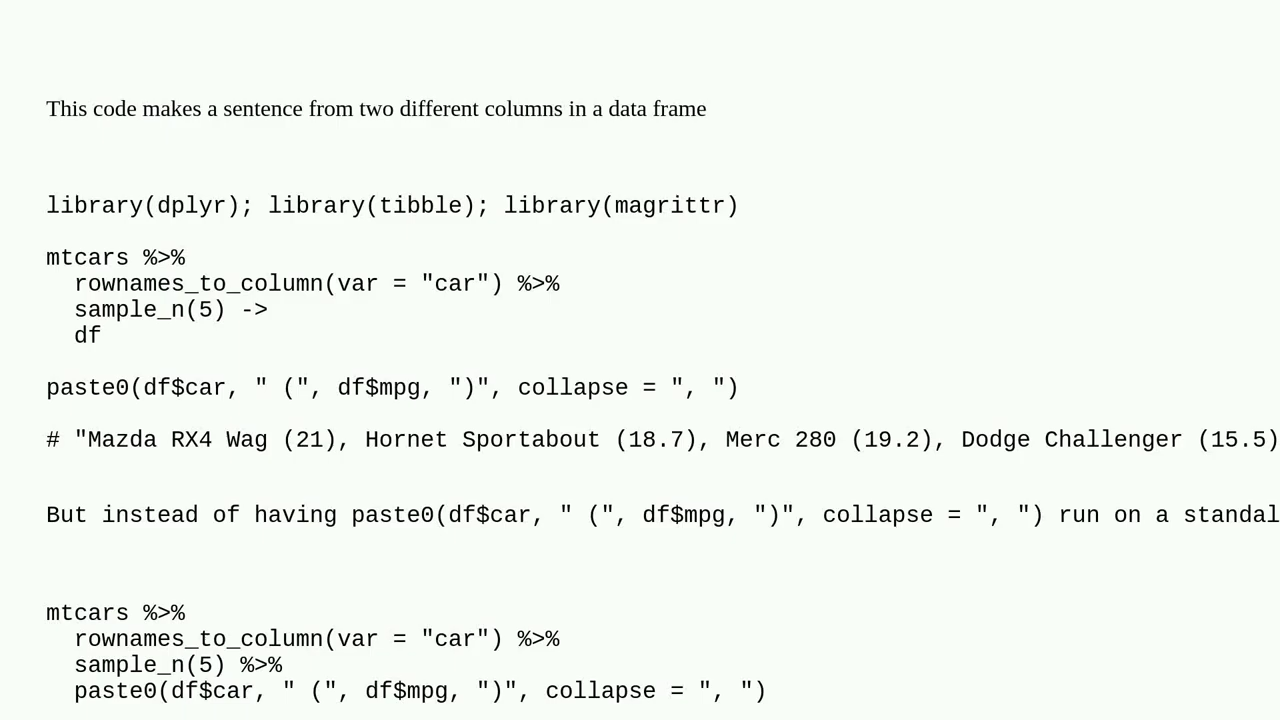 This code makes a sentence from two different columns in a data frame
library(dplyr); library(tibble); library(magrittr)
mtcars %>%
  rownames_to_column(var = "car") %>%
  sample_n(5) ->
  df
paste0(df$car, " (", df$mpg, ")", collapse = ", ")
# "Mazda RX4 Wag (21), Hornet Sportabout (18.7), Merc 280 (19.2), Dodge Challenger (15.5)
But instead of having paste0(df$car, " (", df$mpg, ")", collapse = ", ") run on a standal
mtcars %>%
  rownames_to_column(var = "car") %>%
  sample_n(5) %>%
  paste0(df$car, " (", df$mpg, ")", collapse = ", ")